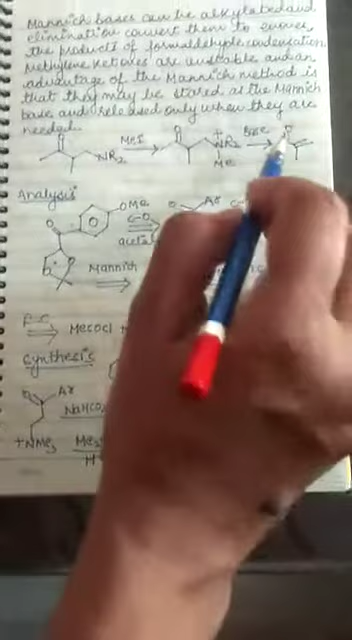 Mannich bases can be alkylated and
elimination convert them to enones
the products of formaldehyde condensation
Methylene ketones are unstable and an
advantage of the Mannich method is
that they may be stored as the Mannich
base and released only when they are
needed.
O MeI O + Base O
NR2 NR2
Me
Analysis
OMe O Ar
O C-O
acetal
Mannich
F-C
MeCOCl +
Synthesis
O Ar
NaHCO3
+NMe3 Me2
H